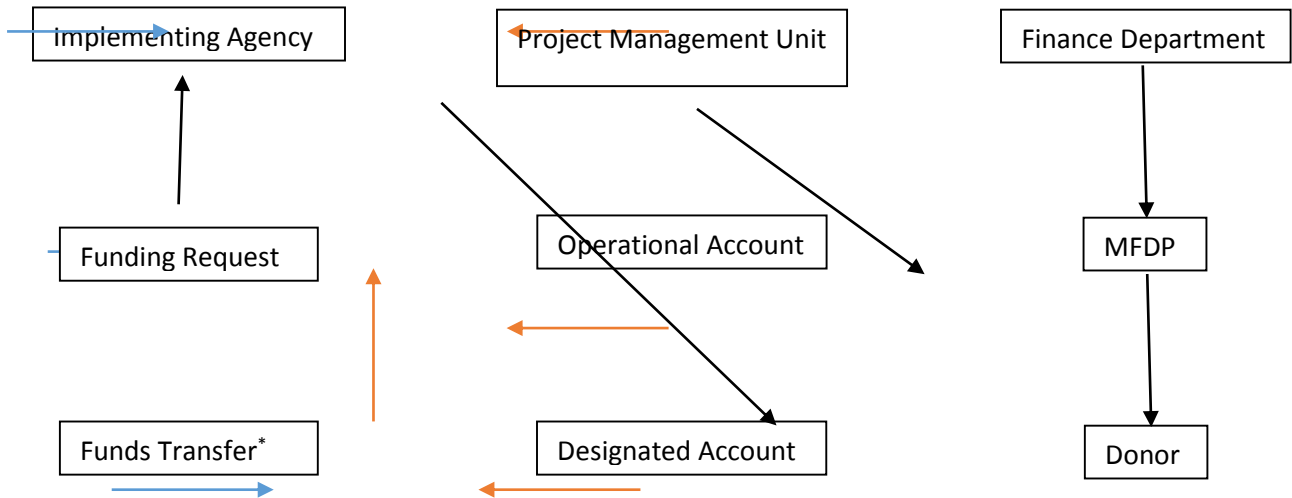 Implementing Agency
Project Management Unit
Finance Department
Funding Request
Operational Account
MFDP
Funds Transfer*
Designated Account
Donor